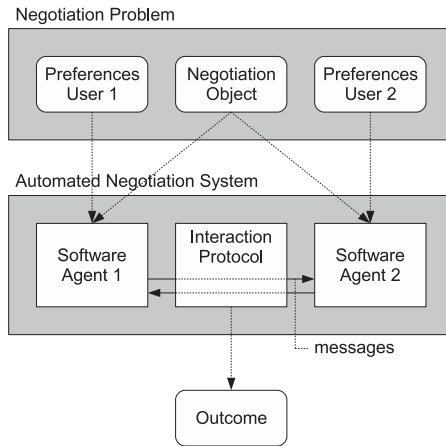 Negotiation Problem
Preferences
User 1
Negotiation
Object
Preferences
User 2
Automated Negotiation System
Software
Agent 1
Interaction
Protocol
Software
Agent 2
messages
Outcome